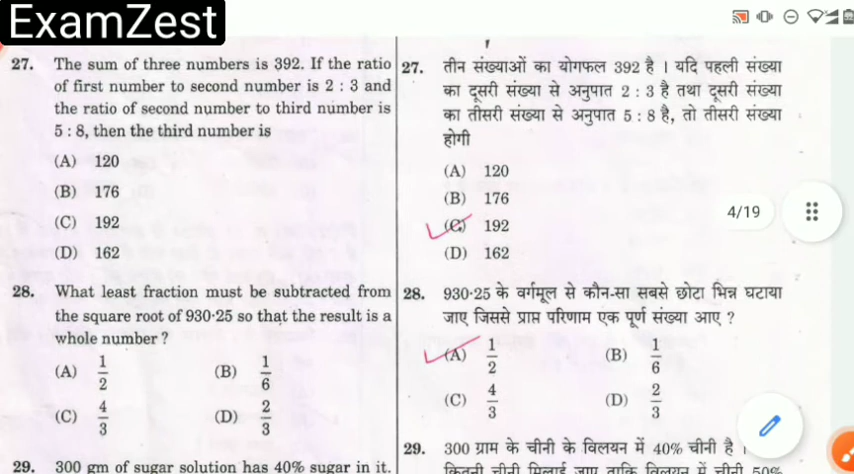 ExamZest
27. The sum of three numbers is 392. If the ratio
of first number to second number is 2 : 3 and
the ratio of second number to third number is
5 : 8, then the third number is
(A) 120
(B) 176
(C) 192
(D) 162
28. What least fraction must be subtracted from
the square root of 930·25 so that the result is a
whole number ?
(A) 1/2
(B) 1/6
(C) 4/3
(D) 2/3
29. 300 gm of sugar solution has 40% sugar in it.
27. तीन संख्याओं का योगफल 392 है । यदि पहली संख्या
का दूसरी संख्या से अनुपात 2 : 3 है तथा दूसरी संख्या
का तीसरी संख्या से अनुपात 5 : 8 है, तो तीसरी संख्या
होगी
(A) 120
(B) 176
(C) 192
(D) 162
28. 930·25 के वर्गमूल से कौन-सा सबसे छोटा भिन्न घटाया
जाए जिससे प्राप्त परिणाम एक पूर्ण संख्या आए ?
(A) 1/2
(B) 1/6
(C) 4/3
(D) 2/3
29. 300 ग्राम के चीनी के विलयन में 40% चीनी है ।
कितनी चीनी मिलाई जाए ताकि विलयन में चीनी 50%
4/19